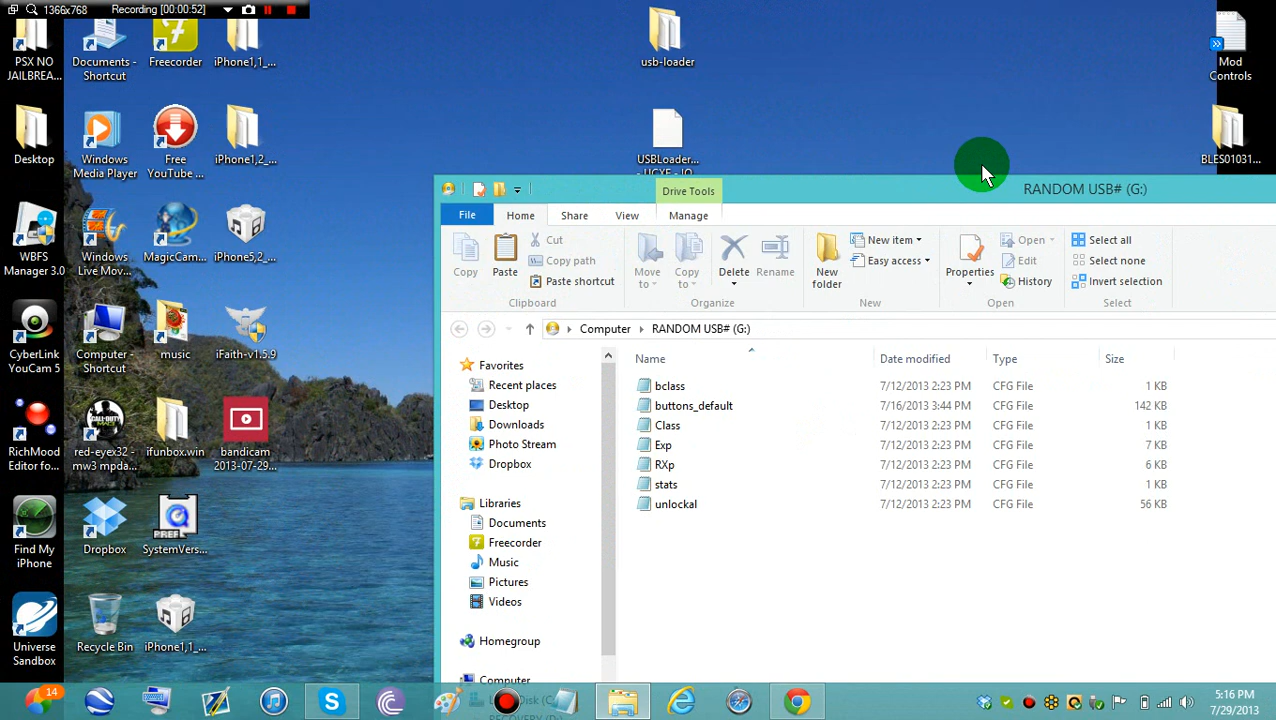 1366x768 Recording [00:00:52]
PSX NO
JAILBREA...
Documents -
Shortcut
Freecorder
iPhone1,1_...
usb-loader
Mod
Controls
Desktop
Windows
Media Player
Free
YouTube ...
iPhone1,2_...
USBLoader...
BLES01031...
WBFS
Manager 3.0
Windows
Live Mov...
MagicCam...
iPhone5,2_...
CyberLink
YouCam 5
Computer -
Shortcut
music
iFaith-v1.5.9
RichMood
Editor fo...
CALL OF DUTY
MW3
red-eyex32 -
mw3 mpda...
ifunbox.win
bandicam
2013-07-29...
Find My
iPhone
Dropbox
PREF
SystemVers...
Universe
Sandbox
Recycle Bin
iPhone1,1_...
Drive Tools
RANDOM USB# (G:)
File
Home
Share
View
Manage
Copy
Paste
Cut
Copy path
Paste shortcut
Clipboard
Move
to
Copy
to
Delete
Rename
Organize
New
folder
New item
Easy access
New
Properties
Open
Edit
History
Open
Select all
Select none
Invert selection
Select
Computer
RANDOM USB# (G:)
Favorites
Recent places
Desktop
Downloads
Photo Stream
Dropbox
Libraries
Documents
Freecorder
Music
Pictures
Videos
Homegroup
Computer
Name Date modified Type Size
bclass 7/12/2013 2:23 PM CFG File 1 KB
buttons_default 7/16/2013 3:44 PM CFG File 142 KB
Class 7/12/2013 2:23 PM CFG File 1 KB
Exp 7/12/2013 2:23 PM CFG File 7 KB
RXp 7/12/2013 2:23 PM CFG File 6 KB
stats 7/12/2013 2:23 PM CFG File 1 KB
unlockal 7/12/2013 2:23 PM CFG File 56 KB
14
5:16 PM
7/29/2013